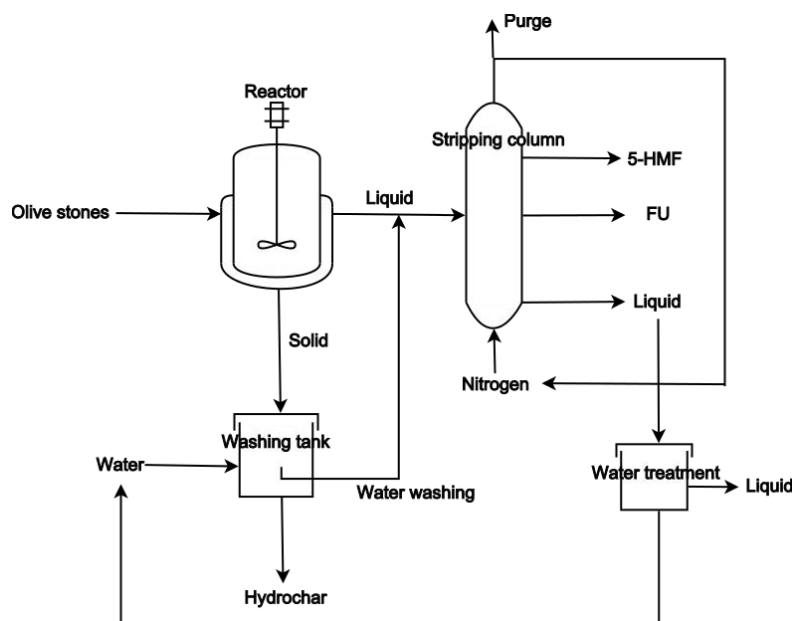 Purge
Reactor
Stripping column
5-HMF
Liquid
Olive stones
FU
Liquid
Solid
Nitrogen
Washing tank
Water
Water treatment
Water washing
Liquid
Hydrochar